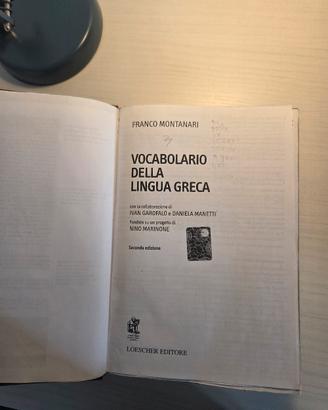 FRANCO MONTANARI
VOCABOLARIO
DELLA
LINGUA GRECA
con la collaborazione di
IVAN GAROFALO e DANIELA MANETTI
fondato su un progetto di
NINO MARINONE
Seconda edizione
LOESCHER EDITORE